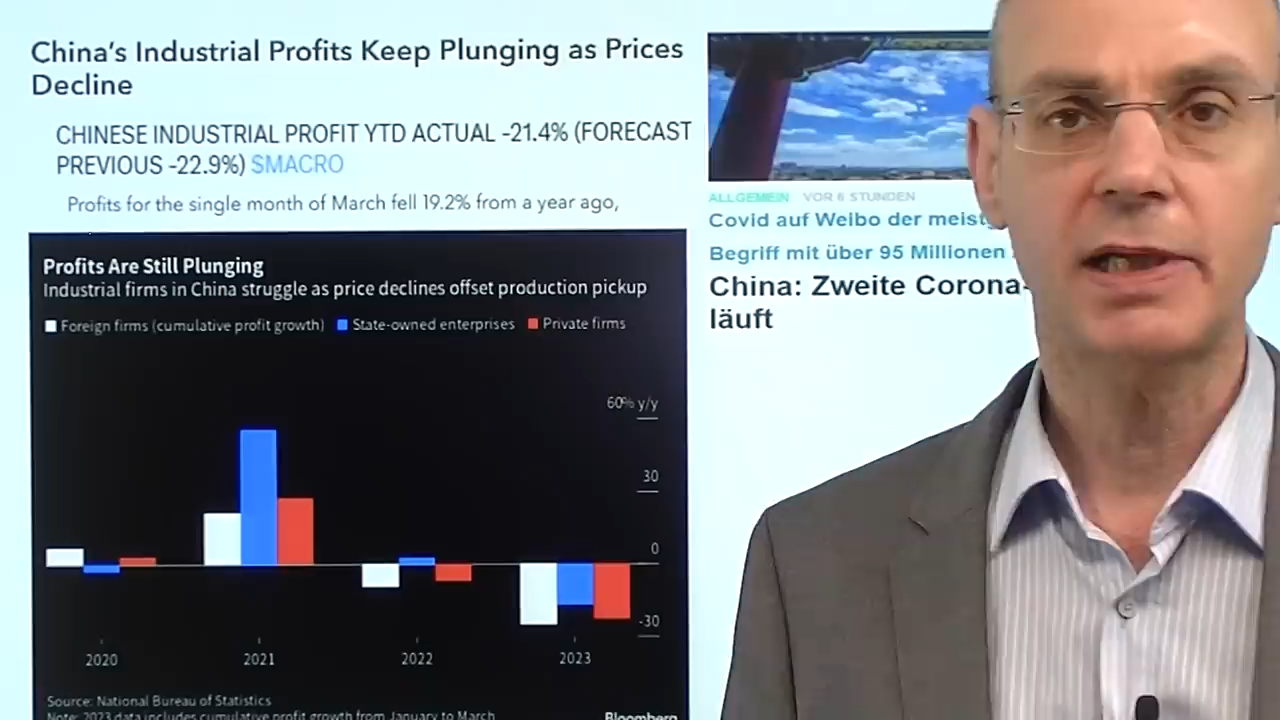 China's Industrial Profits Keep Plunging as Prices
Decline
CHINESE INDUSTRIAL PROFIT YTD ACTUAL -21.4% (FORECAST
PREVIOUS -22.9%) $MACRO
Profits for the single month of March fell 19.2% from a year ago,
Profits Are Still Plunging
Industrial firms in China struggle as price declines offset production pickup
Foreign firms (cumulative profit growth) State-owned enterprises Private firms
60% y/y
30
0
-30
2020 2021 2022 2023
Source: National Bureau of Statistics
Note: 2023 data includes cumulative profit growth from January to March
Bloomberg
ALLGEMEIN VOR 6 STUNDEN
Covid auf Weibo der
Begriff mit über 95 Millionen
China: Zweite Corona-
läuft